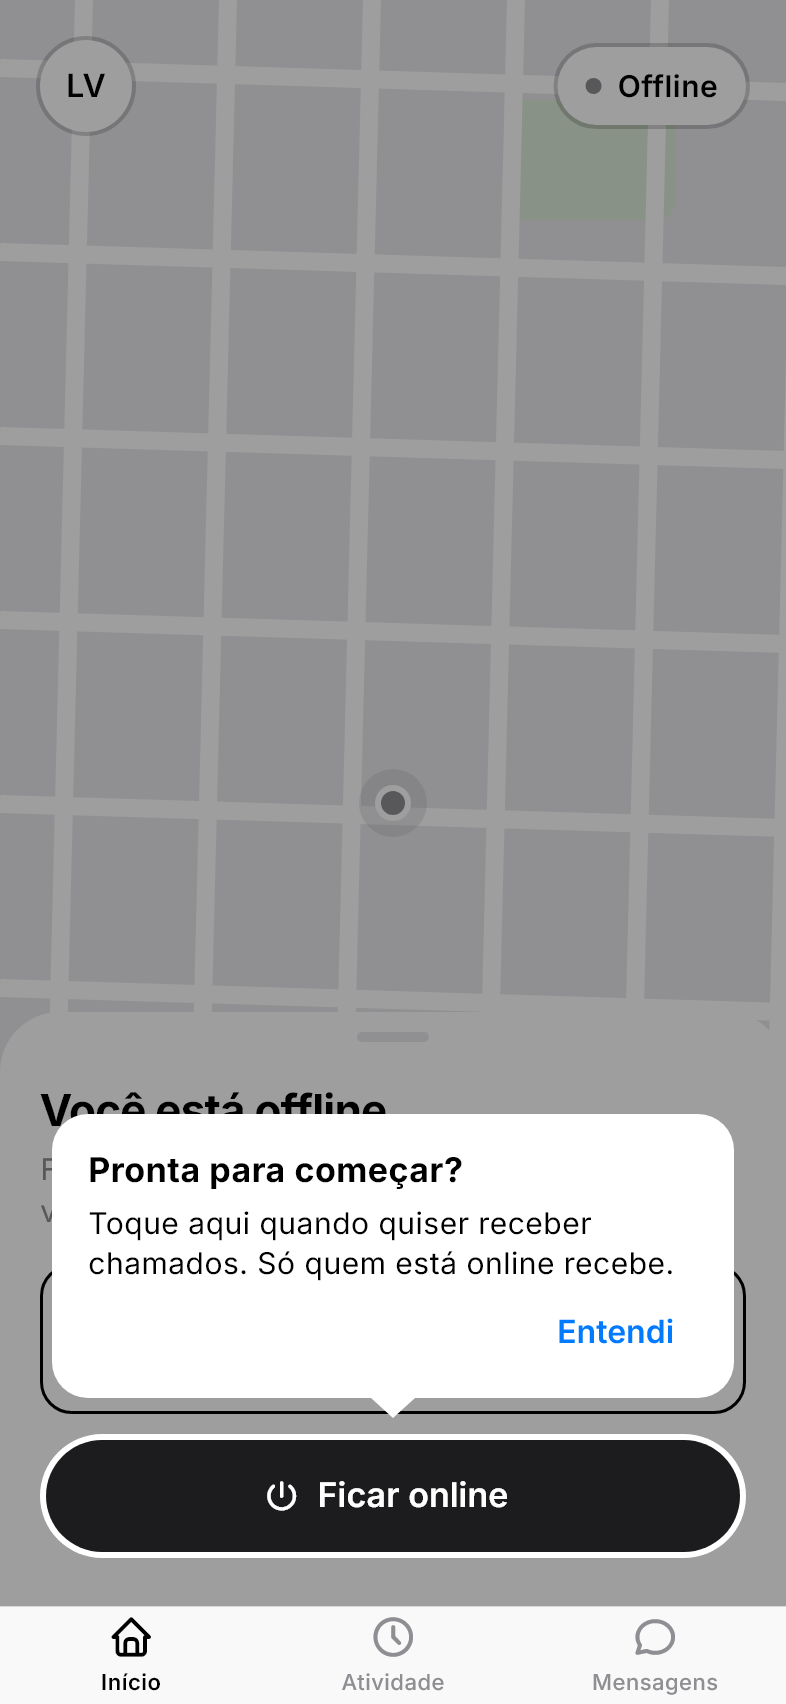 LV
Offline
Você está offline
Pronta para começar?
Toque aqui quando quiser receber
chamados. Só quem está online recebe.
Entendi
Ficar online
Início
Atividade
Mensagens